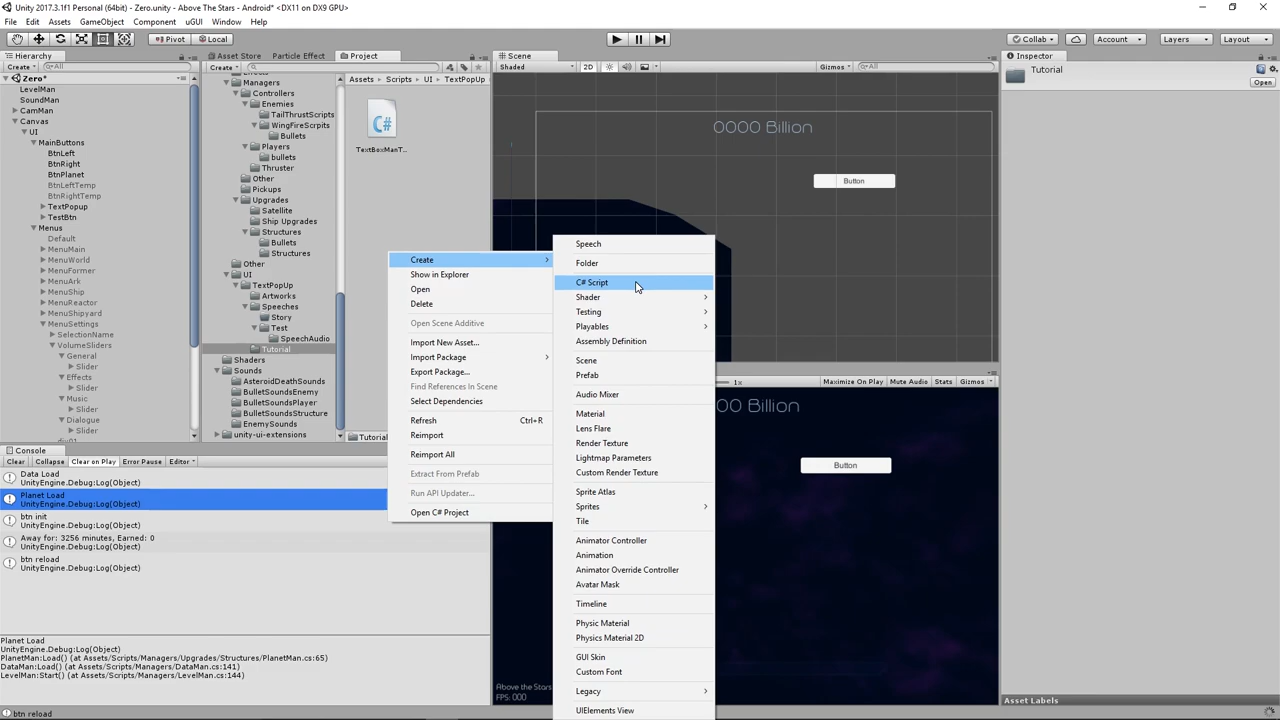 Unity 2017.3.1f1 Personal (64bit) - Zero.unity - Above The Stars - Android* <DX11 on DX9 GPU>
File Edit Assets GameObject Component uGUI Window Help
Pivot Local
Collab Account Layers Layout
Hierarchy
Create All
Zero*
LevelMan
SoundMan
CamMan
Canvas
UI
MainButtons
BtnLeft
BtnRight
BtnPlanet
BtnLeftTemp
BtnRightTemp
TextPopup
TestBtn
Menus
Default
MenuMain
MenuWorld
MenuFormer
MenuArk
MenuShip
MenuReactor
MenuShipyard
MenuSettings
SelectionName
VolumeSliders
General
Slider
Effects
Slider
Music
Slider
Dialogue
Slider
Asset Store Particle Effect Project
Create
Managers
Controllers
Enemies
TailThrustScripts
WingFireScrpits
Bullets
Players
bullets
Thruster
Other
Pickups
Upgrades
Satellite
Ship Upgrades
Structures
Bullets
Structures
Other
UI
TextPopUp
Artworks
Speeches
Story
Test
SpeechAudio
Tutorial
Shaders
Sounds
AsteroidDeathSounds
BulletSoundsEnemy
BulletSoundsPlayer
BulletSoundsStructure
EnemySounds
unity-ui-extensions
Assets Scripts UI TextPopUp
C#
TextBoxManT...
Tutorial
Create
Show in Explorer
Open
Delete
Open Scene Additive
Import New Asset...
Import Package
Export Package...
Find References In Scene
Select Dependencies
Refresh Ctrl+R
Reimport
Reimport All
Extract From Prefab
Run API Updater...
Open C# Project
Speech
Folder
C# Script
Shader
Testing
Playables
Assembly Definition
Scene
Prefab
Audio Mixer
Material
Lens Flare
Render Texture
Lightmap Parameters
Custom Render Texture
Sprite Atlas
Sprites
Tile
Animator Controller
Animation
Animator Override Controller
Avatar Mask
Timeline
Physic Material
Physics Material 2D
GUI Skin
Custom Font
Legacy
UIElements View
Scene
Shaded 2D Gizmos All
0000 Billion
Button
1x Maximize On Play Mute Audio Stats Gizmos
00 Billion
Button
Above the Stars
FPS: 000
Inspector
Tutorial
Open
Asset Labels
Console
Clear Collapse Clear on Play Error Pause Editor
Data Load
UnityEngine.Debug:Log(Object)
Planet Load
UnityEngine.Debug:Log(Object)
btn init
UnityEngine.Debug:Log(Object)
Away for: 3256 minutes, Earned: 0
UnityEngine.Debug:Log(Object)
btn reload
UnityEngine.Debug:Log(Object)
Planet Load
UnityEngine.Debug:Log(Object)
PlanetMan:Load() (at Assets/Scripts/Managers/Upgrades/Structures/PlanetMan.cs:65)
DataMan:Load() (at Assets/Scripts/Managers/DataMan.cs:141)
LevelMan:Start() (at Assets/Scripts/Managers/LevelMan.cs:144)
btn reload